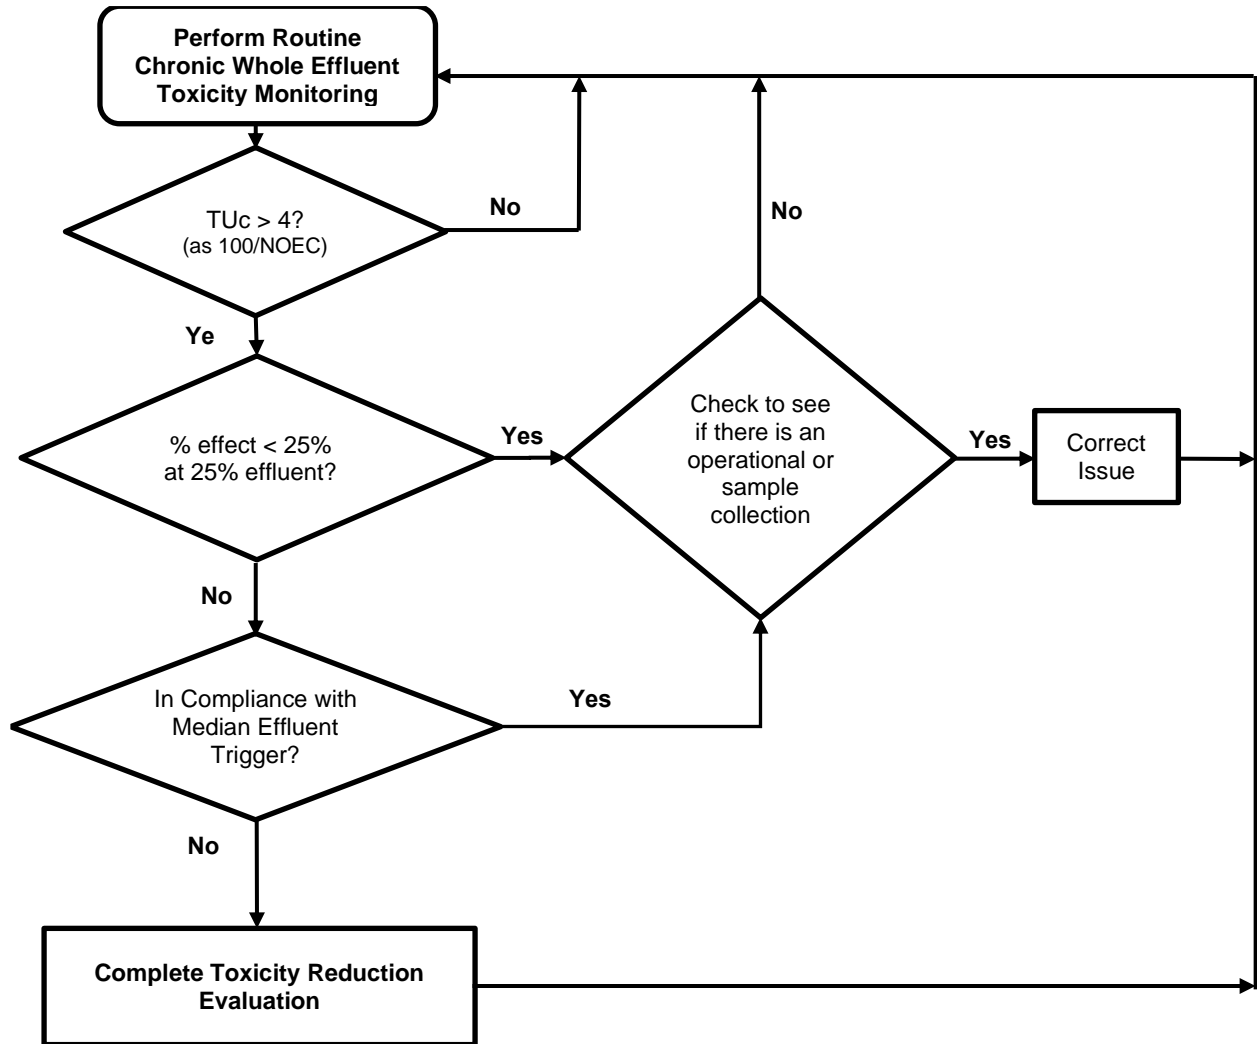 Perform Routine
Chronic Whole Effluent
Toxicity Monitoring
TUc > 4?
(as 100/NOEC)
No
Ye
% effect < 25%
at 25% effluent?
Yes
Check to see
if there is an
operational or
sample
collection
No
Yes
Correct
Issue
No
In Compliance with
Median Effluent
Trigger?
Yes
No
Complete Toxicity Reduction
Evaluation